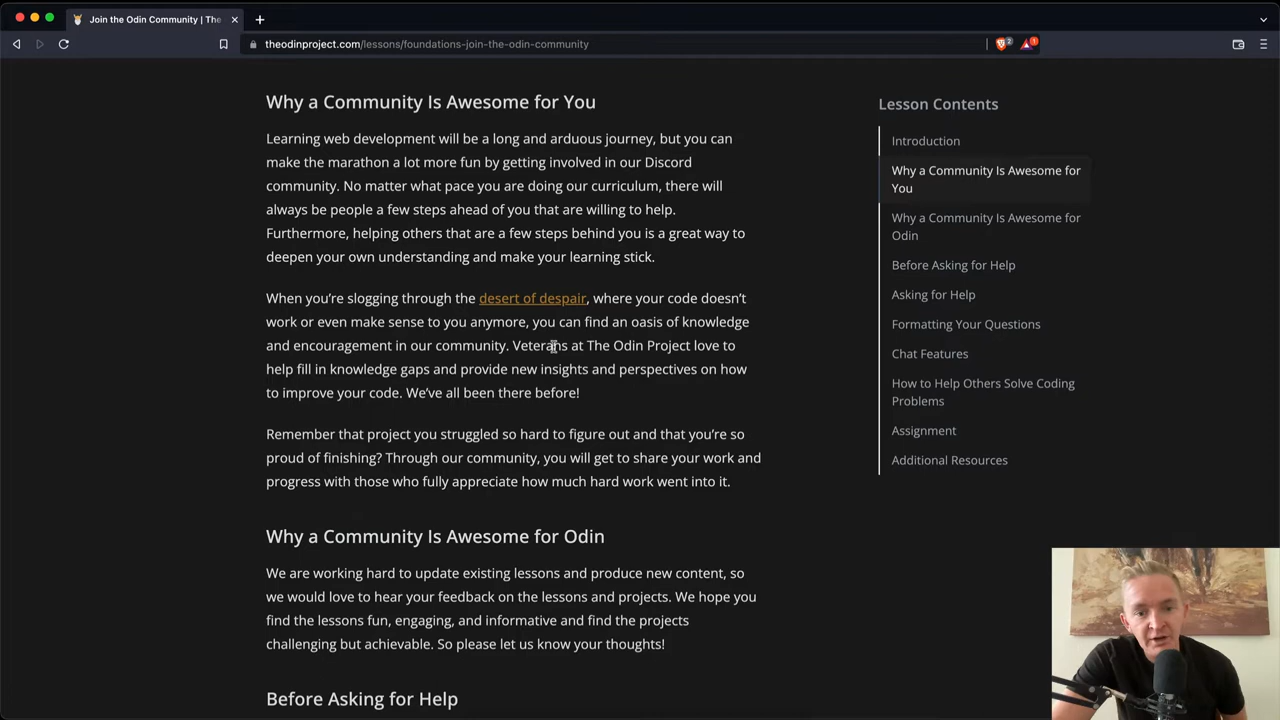 Join the Odin Community | The
theodinproject.com/lessons/foundations-join-the-odin-community
2
1
Why a Community Is Awesome for You
Learning web development will be a long and arduous journey, but you can
make the marathon a lot more fun by getting involved in our Discord
community. No matter what pace you are doing our curriculum, there will
always be people a few steps ahead of you that are willing to help.
Furthermore, helping others that are a few steps behind you is a great way to
deepen your own understanding and make your learning stick.
When you’re slogging through the desert of despair, where your code doesn’t
work or even make sense to you anymore, you can find an oasis of knowledge
and encouragement in our community. Veterans at The Odin Project love to
help fill in knowledge gaps and provide new insights and perspectives on how
to improve your code. We’ve all been there before!
Remember that project you struggled so hard to figure out and that you’re so
proud of finishing? Through our community, you will get to share your work and
progress with those who fully appreciate how much hard work went into it.
Why a Community Is Awesome for Odin
We are working hard to update existing lessons and produce new content, so
we would love to hear your feedback on the lessons and projects. We hope you
find the lessons fun, engaging, and informative and find the projects
challenging but achievable. So please let us know your thoughts!
Before Asking for Help
Lesson Contents
Introduction
Why a Community Is Awesome for
You
Why a Community Is Awesome for
Odin
Before Asking for Help
Asking for Help
Formatting Your Questions
Chat Features
How to Help Others Solve Coding
Problems
Assignment
Additional Resources